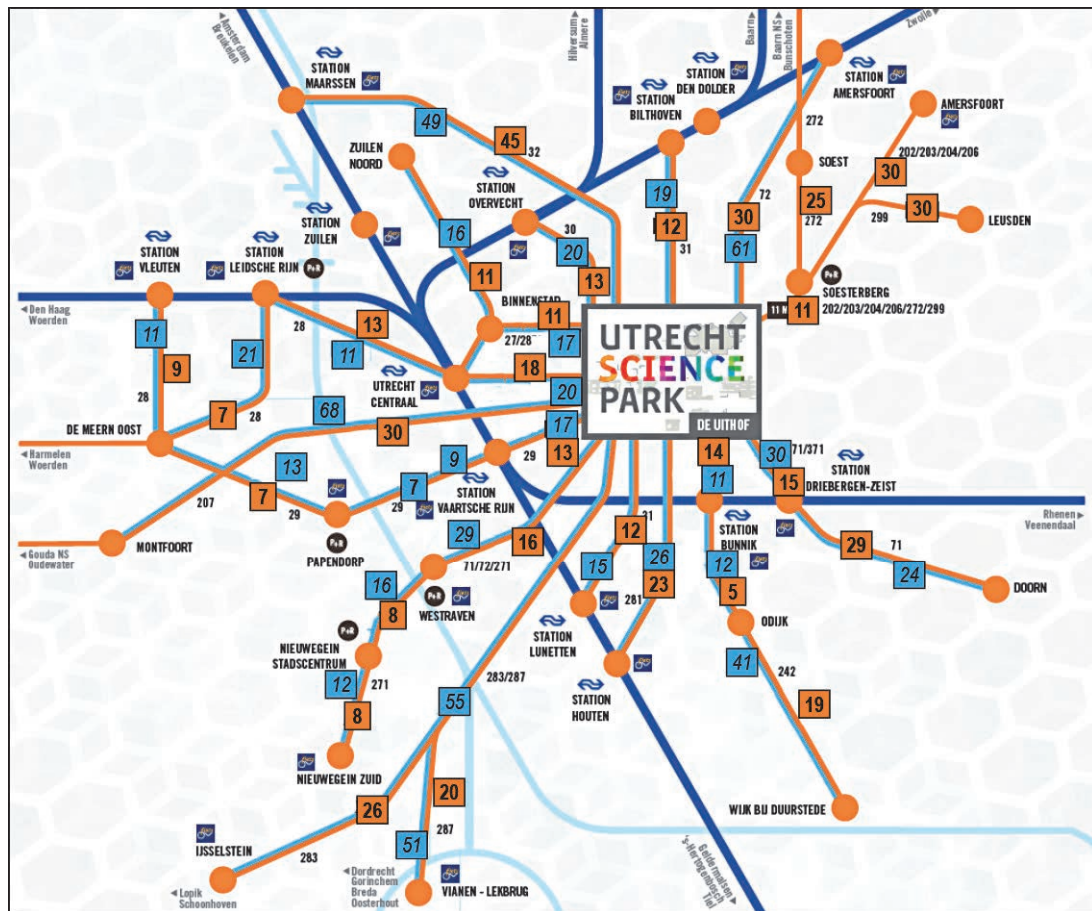 ◄Amsterdam
Breukelen
Hilversum►
Almere
Baarn►
Baarn NS►
Bunschoten
Zwolle►
STATION
MAARSSEN
STATION
DEN DOLDER
STATION
BILTHOVEN
STATION
AMERSFOORT
AMERSFOORT
49
45
32
272
202/203/204/206
ZUILEN
NOORD
STATION
OVERVECHT
SOEST
30
19
72
25
299
30
LEUSDEN
STATION
ZUILEN
16
30
20
12
30
31
61
272
STATION
VLEUTEN
STATION
LEIDSCHE RIJN
P+R
11
13
P+R
SOESTERBERG
11
202/203/204/206/272/299
◄Den Haag
Woerden
28
13
BINNENSTAD
11
27/28
17
UTRECHT
SCIENCE
PARK
DE UITHOF
11
9
21
11
28
UTRECHT
CENTRAAL
18
20
7
28
68
30
DE MEERN OOST
◄Harmelen
Woerden
17
13
29
14
11
30
71/371
STATION
DRIEBERGEN-ZEIST
15
13
7
29
9
7
29
STATION
VAARTSCHE RIJN
207
◄Gouda NS
Oudewater
MONTFOORT
PAPENDORP
P+R
29
16
71/72/271
12
31
26
23
STATION
BUNNIK
Rhenen►
Veenendaal
29
71
24
DOORN
16
8
P+R
WESTRAVEN
15
281
12
5
ODIJK
P+R
NIEUWEGEIN
STADSCENTRUM
STATION
LUNETTEN
12
271
8
283/287
55
STATION
HOUTEN
41
242
19
NIEUWEGEIN ZUID
26
20
287
51
WIJK BIJ DUURSTEDE
IJSSELSTEIN
283
◄Lopik
Schoonhoven
◄Dordrecht
Gorinchem
Breda
Oosterhout
VIANEN - LEKBRUG
Geldermalsen
's-Hertogenbosch
Tiel►